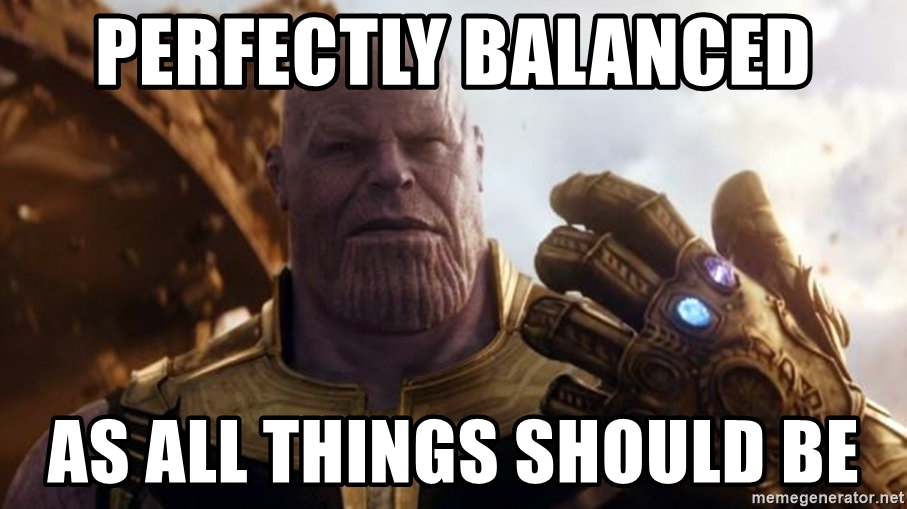 PERFECTLY BALANCED
AS ALL THINGS SHOULD BE
memegenerator.net